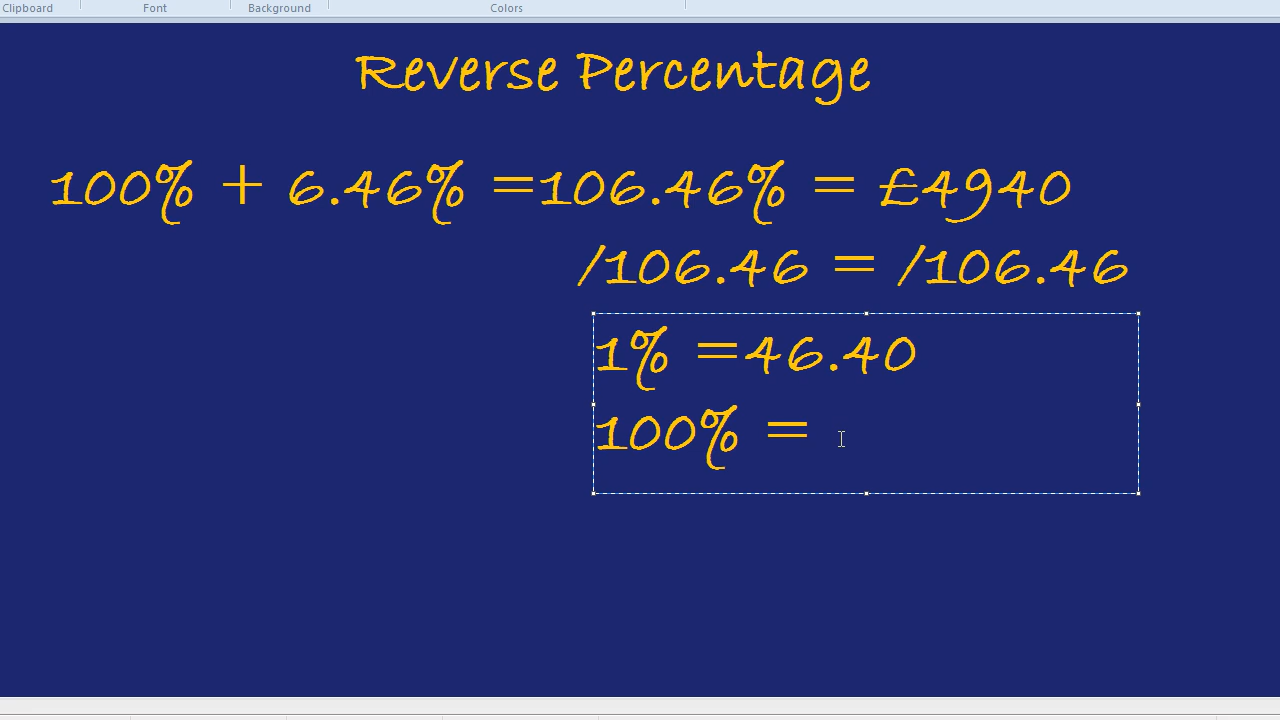 Clipboard Font Background Colors
Reverse Percentage
100% + 6.46% =106.46% = £4940
/106.46 = /106.46
1% =46.40
100% =